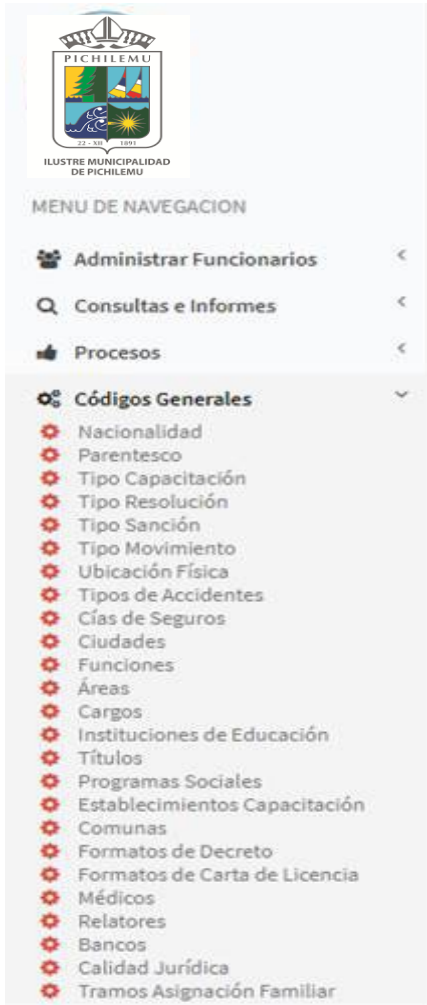 PICHILEMU
22 - XII 1891
ILUSTRE MUNICIPALIDAD
DE PICHILEMU
MENU DE NAVEGACION
Administrar Funcionarios
Consultas e Informes
Procesos
Códigos Generales
Nacionalidad
Parentesco
Tipo Capacitación
Tipo Resolución
Tipo Sanción
Tipo Movimiento
Ubicación Física
Tipos de Accidentes
Cías de Seguros
Ciudades
Funciones
Áreas
Cargos
Instituciones de Educación
Títulos
Programas Sociales
Establecimientos Capacitación
Comunas
Formatos de Decreto
Formatos de Carta de Licencia
Médicos
Relatores
Bancos
Calidad Jurídica
Tramos Asignación Familiar